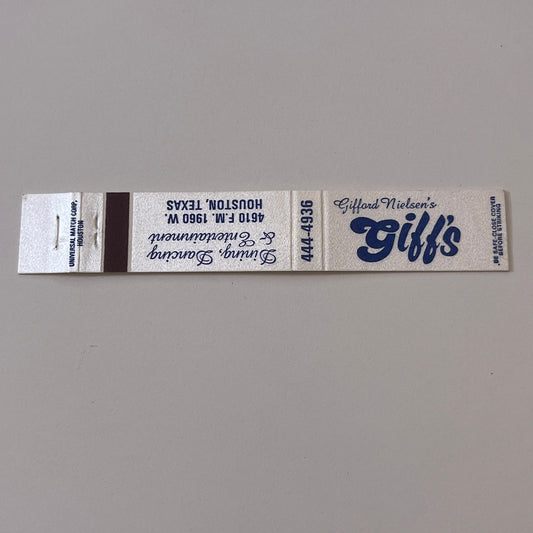 Gifford Nielsen's
Giff's
BE SAFE-CLOSE COVER
BEFORE STRIKING
444-4936
Dining, Dancing
& Entertainment
4610 F.M. 1960 W.
HOUSTON, TEXAS
UNIVERSAL MATCH CORP.
HOUSTON